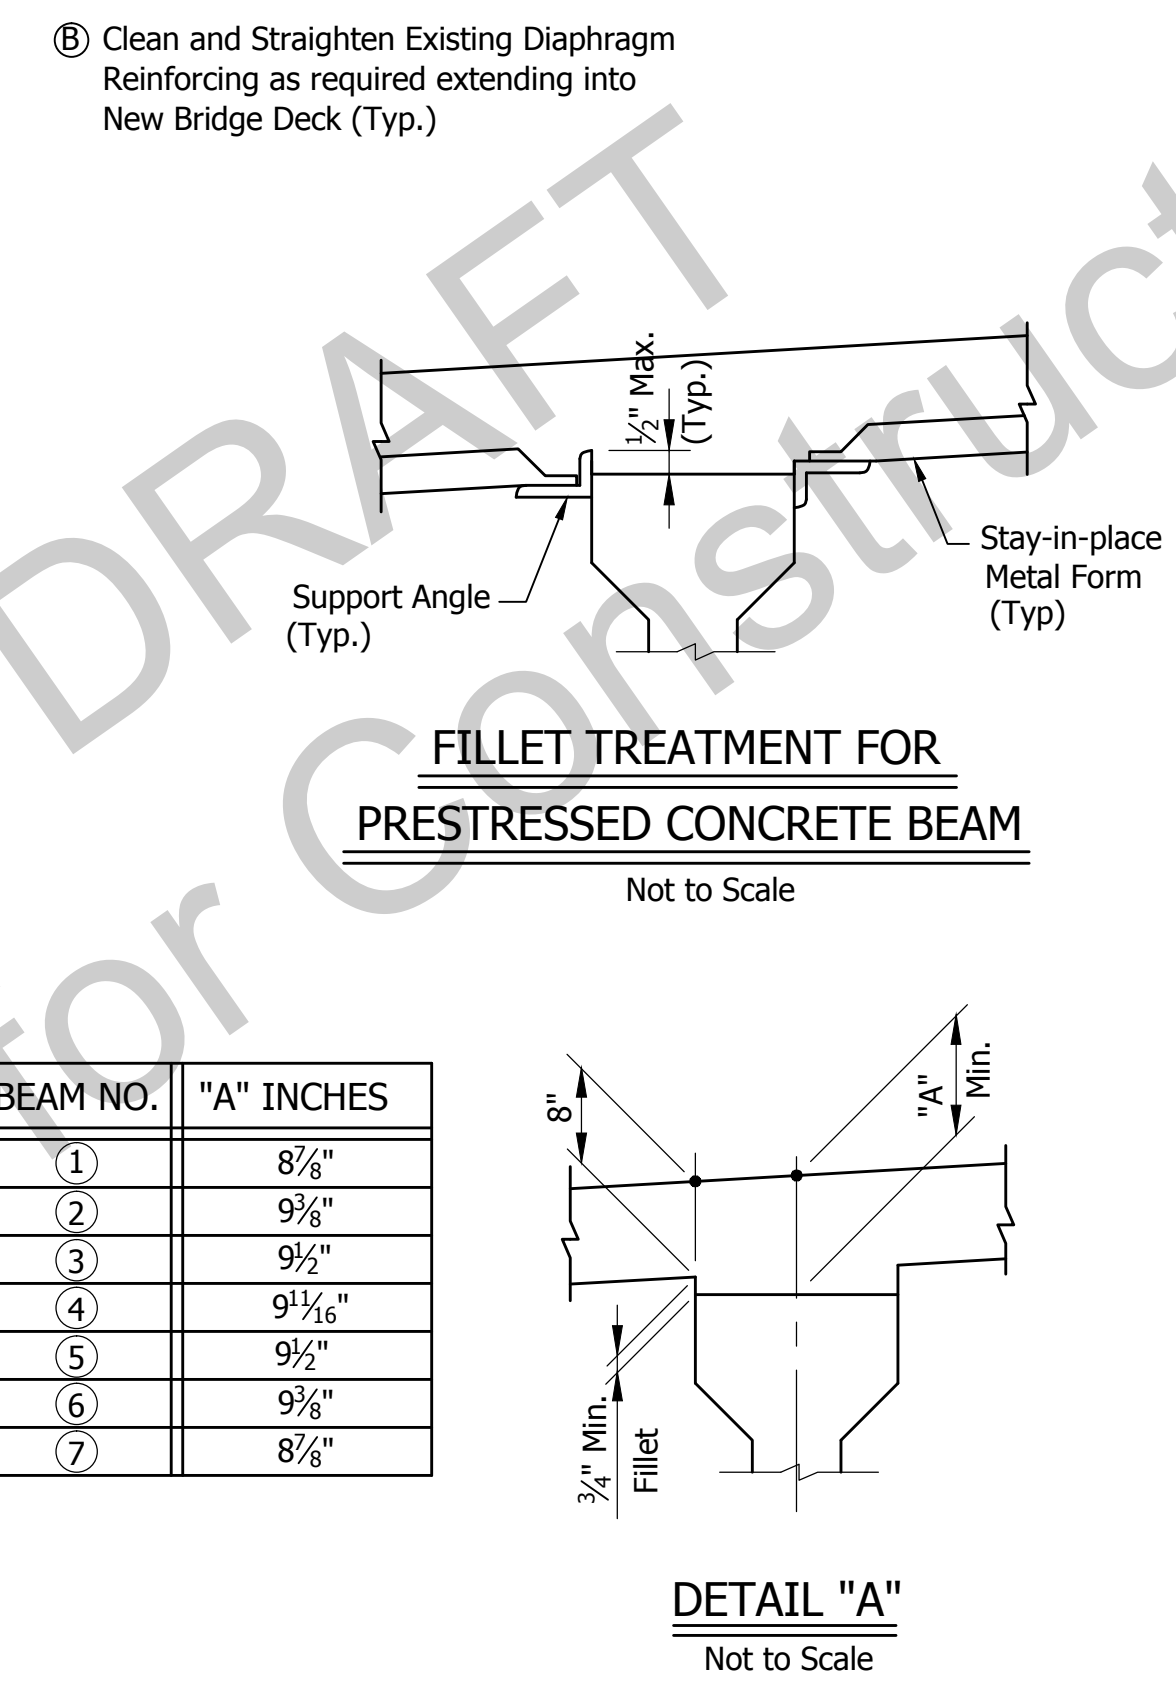 Ⓑ Clean and Straighten Existing Diaphragm
Reinforcing as required extending into
New Bridge Deck (Typ.)
DRAFT
for Construct
½" Max.
(Typ.)
Support Angle
(Typ.)
Stay-in-place
Metal Form
(Typ)
FILLET TREATMENT FOR
PRESTRESSED CONCRETE BEAM
Not to Scale
BEAM NO. "A" INCHES
① 8⅞"
② 9⅜"
③ 9½"
④ 9 11/16"
⑤ 9½"
⑥ 9⅜"
⑦ 8⅞"
8"
"A"
Min.
¾" Min.
Fillet
DETAIL "A"
Not to Scale